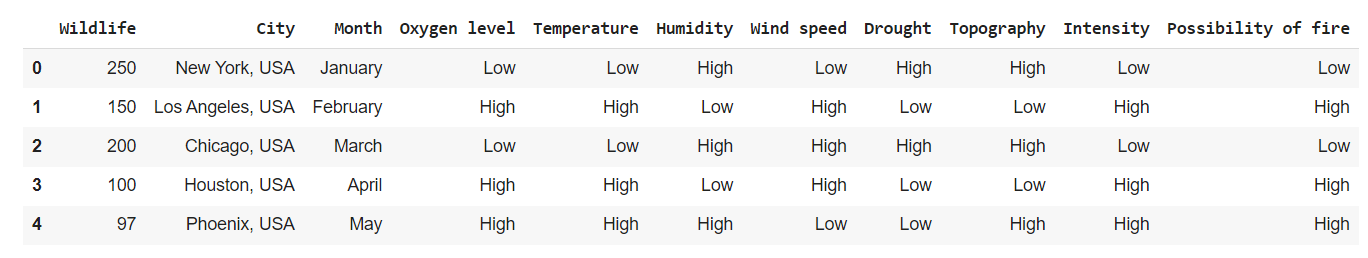 Wildlife City Month Oxygen level Temperature Humidity Wind speed Drought Topography Intensity Possibility of fire
0 250 New York, USA January Low Low High Low High High Low Low
1 150 Los Angeles, USA February High High Low High Low Low High High
2 200 Chicago, USA March Low Low High High High High Low Low
3 100 Houston, USA April High High Low High Low Low High High
4 97 Phoenix, USA May High High High Low Low High High High